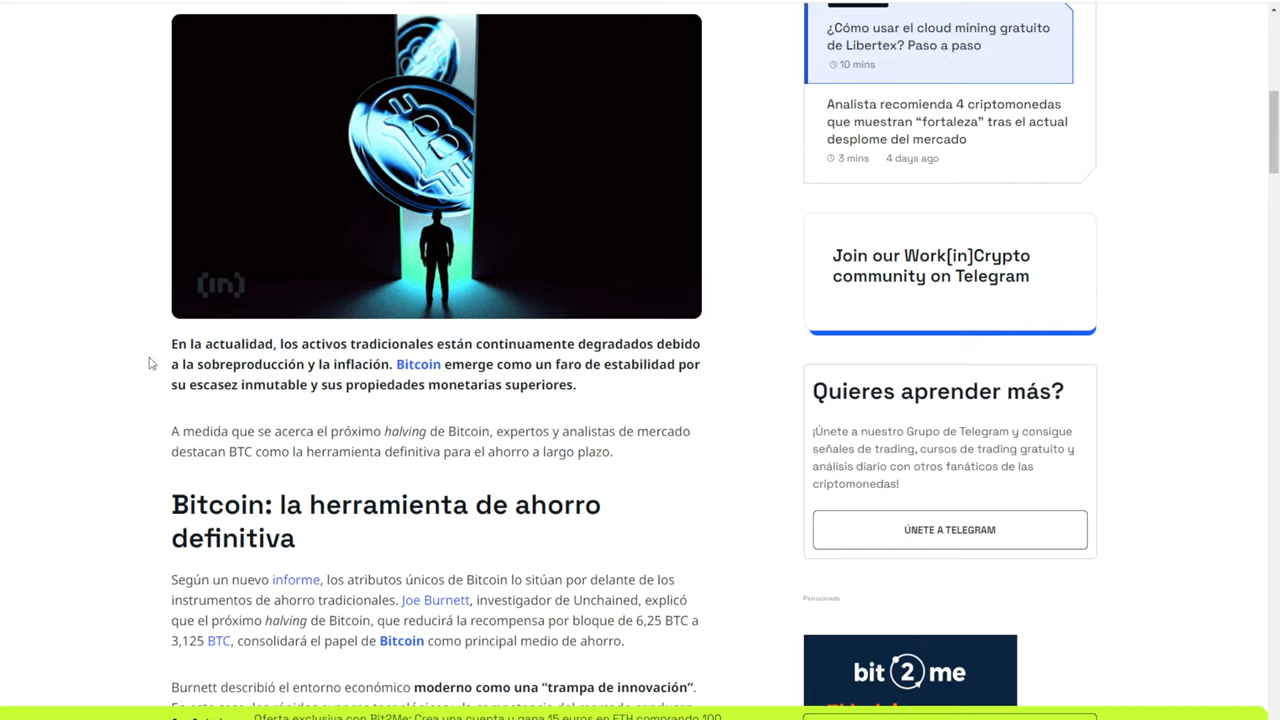 (in)
En la actualidad, los activos tradicionales están continuamente degradados debido
a la sobreproducción y la inflación. Bitcoin emerge como un faro de estabilidad por
su escasez inmutable y sus propiedades monetarias superiores.
A medida que se acerca el próximo halving de Bitcoin, expertos y analistas de mercado
destacan BTC como la herramienta definitiva para el ahorro a largo plazo.
Bitcoin: la herramienta de ahorro
definitiva
Según un nuevo informe, los atributos únicos de Bitcoin lo sitúan por delante de los
instrumentos de ahorro tradicionales. Joe Burnett, investigador de Unchained, explicó
que el próximo halving de Bitcoin, que reducirá la recompensa por bloque de 6,25 BTC a
3,125 BTC, consolidará el papel de Bitcoin como principal medio de ahorro.
Burnett describió el entorno económico moderno como una “trampa de innovación”.
¿Cómo usar el cloud mining gratuito
de Libertex? Paso a paso
10 mins
Analista recomienda 4 criptomonedas
que muestran “fortaleza” tras el actual
desplome del mercado
3 mins 4 days ago
Join our Work[in]Crypto
community on Telegram
Quieres aprender más?
¡Únete a nuestro Grupo de Telegram y consigue
señales de trading, cursos de trading gratuito y
análisis diario con otros fanáticos de las
criptomonedas!
ÚNETE A TELEGRAM
Patrocinado
bit2me
Oferta exclusiva con Bit2Me: Crea una cuenta y gana 15 euros en ETH comprando 100